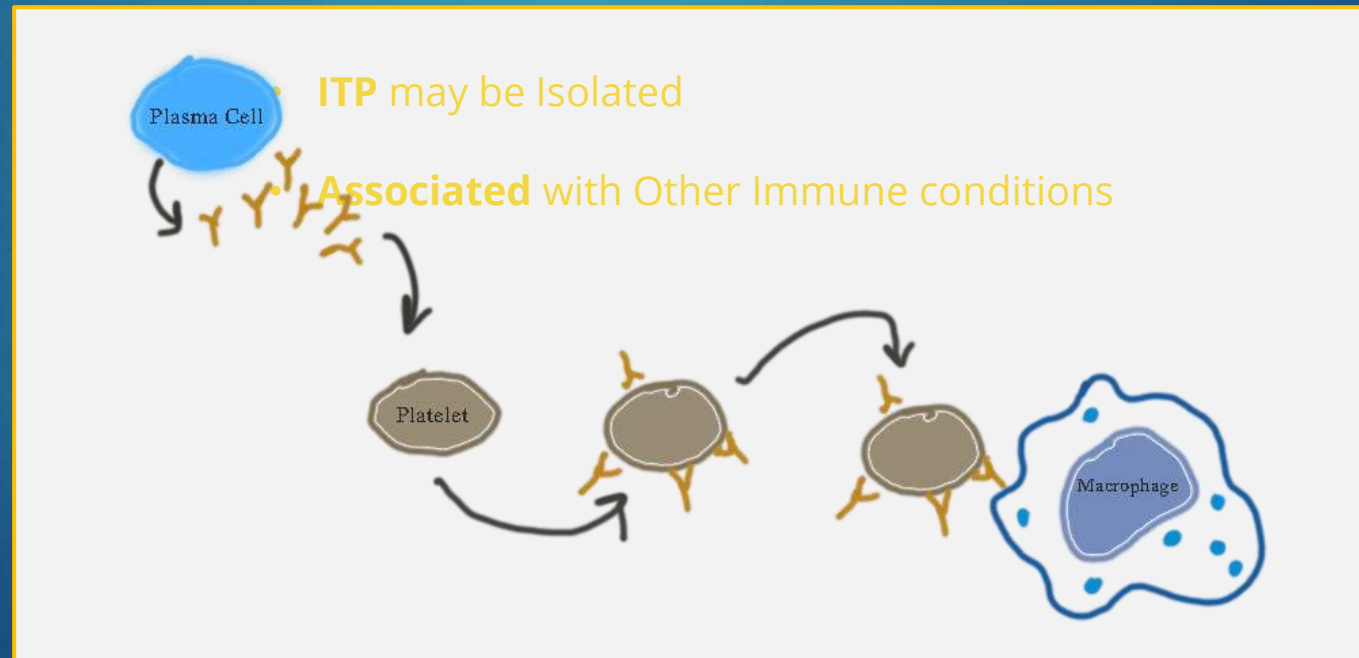 Plasma Cell
• ITP may be Isolated
• Associated with Other Immune conditions
Platelet
Macrophage